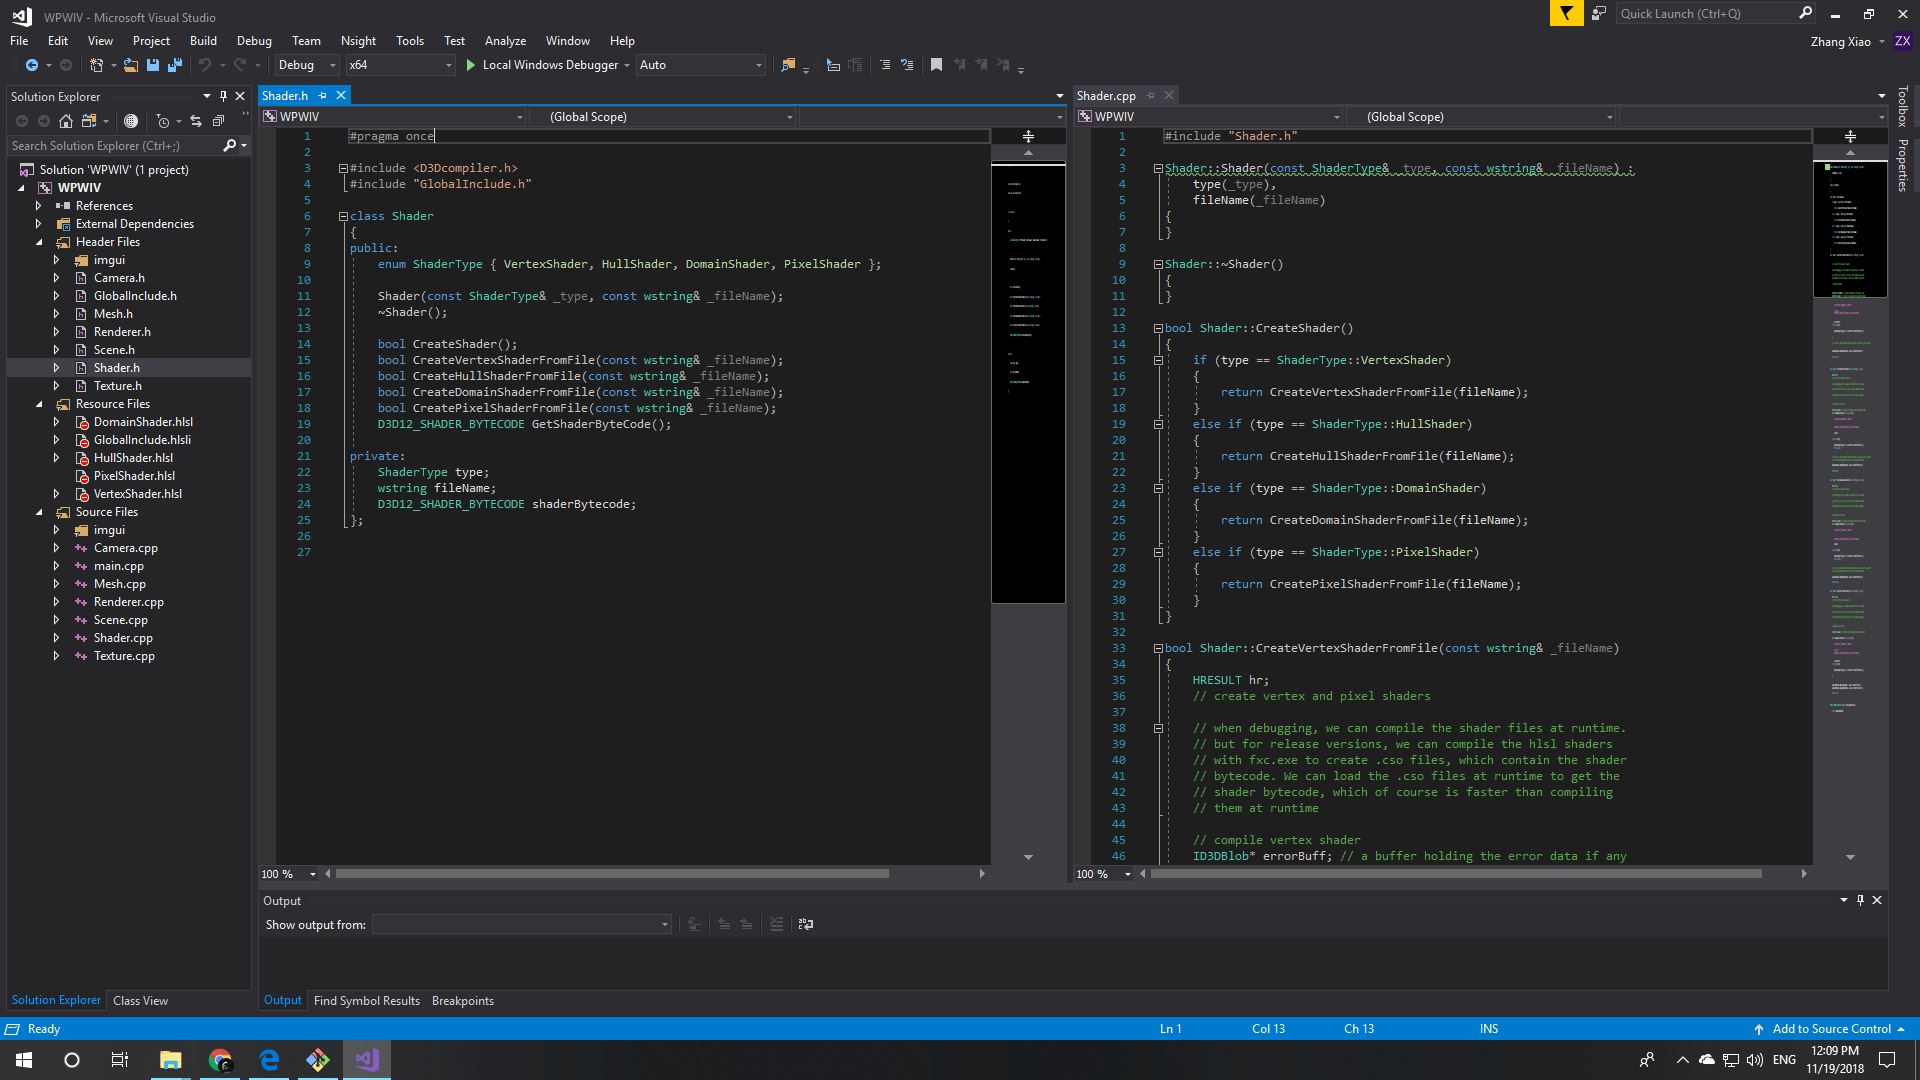 WPWIV - Microsoft Visual Studio
Quick Launch (Ctrl+Q)
File Edit View Project Build Debug Team Nsight Tools Test Analyze Window Help
Zhang Xiao ZX
Debug x64 Local Windows Debugger Auto
Solution Explorer
Search Solution Explorer (Ctrl+;)
Solution 'WPWIV' (1 project)
WPWIV
References
External Dependencies
Header Files
imgui
Camera.h
GlobalInclude.h
Mesh.h
Renderer.h
Scene.h
Shader.h
Texture.h
Resource Files
DomainShader.hlsl
GlobalInclude.hlsli
HullShader.hlsl
PixelShader.hlsl
VertexShader.hlsl
Source Files
imgui
Camera.cpp
main.cpp
Mesh.cpp
Renderer.cpp
Scene.cpp
Shader.cpp
Texture.cpp
Solution Explorer Class View
Shader.h
WPWIV (Global Scope)
1 #pragma once
2
3 #include <D3Dcompiler.h>
4 #include "GlobalInclude.h"
5
6 class Shader
7 {
8 public:
9 enum ShaderType { VertexShader, HullShader, DomainShader, PixelShader };
10
11 Shader(const ShaderType& _type, const wstring& _fileName);
12 ~Shader();
13
14 bool CreateShader();
15 bool CreateVertexShaderFromFile(const wstring& _fileName);
16 bool CreateHullShaderFromFile(const wstring& _fileName);
17 bool CreateDomainShaderFromFile(const wstring& _fileName);
18 bool CreatePixelShaderFromFile(const wstring& _fileName);
19 D3D12_SHADER_BYTECODE GetShaderByteCode();
20
21 private:
22 ShaderType type;
23 wstring fileName;
24 D3D12_SHADER_BYTECODE shaderBytecode;
25 };
26
27
100 %
Shader.cpp
WPWIV (Global Scope)
1 #include "Shader.h"
2
3 Shader::Shader(const ShaderType& _type, const wstring& _fileName) :
4 type(_type),
5 fileName(_fileName)
6 {
7 }
8
9 Shader::~Shader()
10 {
11 }
12
13 bool Shader::CreateShader()
14 {
15 if (type == ShaderType::VertexShader)
16 {
17 return CreateVertexShaderFromFile(fileName);
18 }
19 else if (type == ShaderType::HullShader)
20 {
21 return CreateHullShaderFromFile(fileName);
22 }
23 else if (type == ShaderType::DomainShader)
24 {
25 return CreateDomainShaderFromFile(fileName);
26 }
27 else if (type == ShaderType::PixelShader)
28 {
29 return CreatePixelShaderFromFile(fileName);
30 }
31 }
32
33 bool Shader::CreateVertexShaderFromFile(const wstring& _fileName)
34 {
35 HRESULT hr;
36 // create vertex and pixel shaders
37
38 // when debugging, we can compile the shader files at runtime.
39 // but for release versions, we can compile the hlsl shaders
40 // with fxc.exe to create .cso files, which contain the shader
41 // bytecode. We can load the .cso files at runtime to get the
42 // shader bytecode, which of course is faster than compiling
43 // them at runtime
44
45 // compile vertex shader
46 ID3DBlob* errorBuff; // a buffer holding the error data if any
100 %
Toolbox
Properties
Output
Show output from:
Output Find Symbol Results Breakpoints
Ready Ln 1 Col 13 Ch 13 INS Add to Source Control
ENG 12:09 PM
11/19/2018